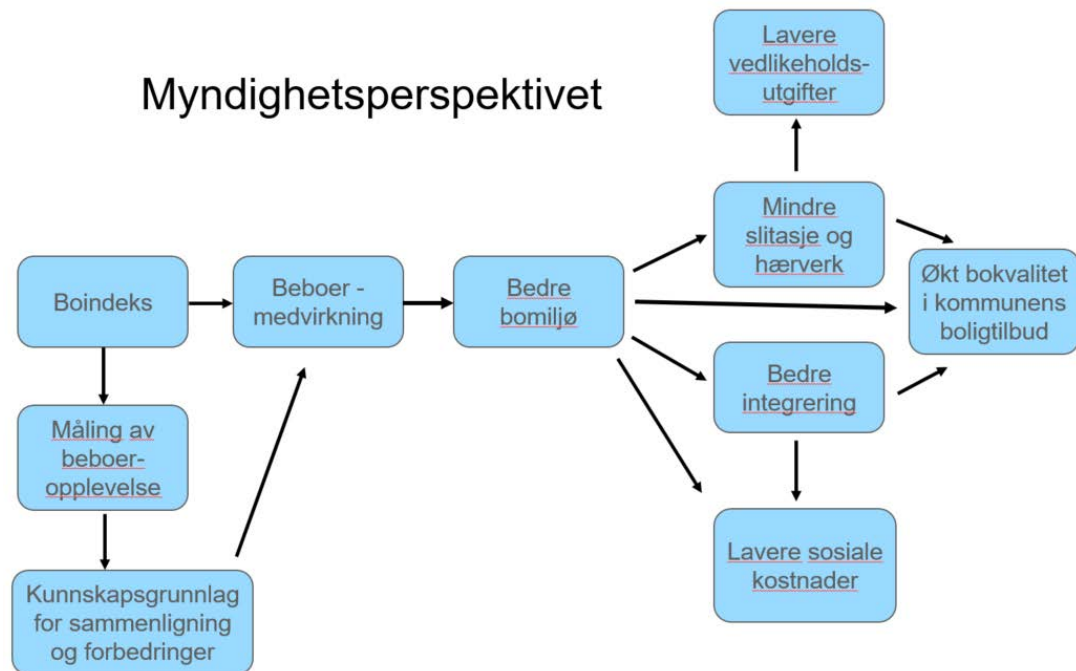 Myndighetsperspektivet
Lavere
vedlikeholds-
utgifter
Mindre
slitasje og
hærverk
Boindeks
Beboer -
medvirkning
Bedre
bomiljø
Økt bokvalitet
i kommunens
boligtilbud
Bedre
integrering
Måling av
beboer-
opplevelse
Lavere sosiale
kostnader
Kunnskapsgrunnlag
for sammenligning
og forbedringer